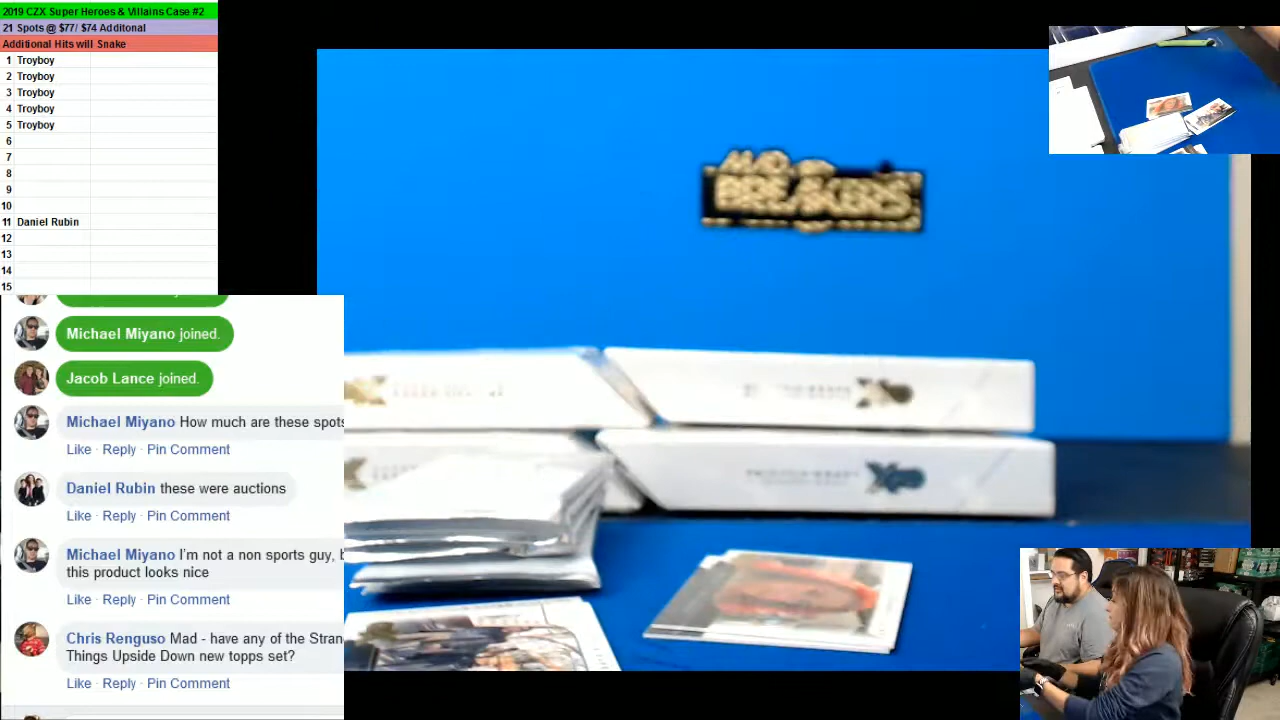 2019 CZX Super Heroes & Villains Case #2
21 Spots @ $77/ $74 Additonal
Additional Hits will Snake
1 Troyboy
2 Troyboy
3 Troyboy
4 Troyboy
5 Troyboy
6
7
8
9
10
11 Daniel Rubin
12
13
14
15
Michael Miyano joined.
Jacob Lance joined.
Michael Miyano How much are these spots
Like · Reply · Pin Comment
Daniel Rubin these were auctions
Like · Reply · Pin Comment
Michael Miyano I'm not a non sports guy, b
this product looks nice
Like · Reply · Pin Comment
Chris Renguso Mad - have any of the Stran
Things Upside Down new topps set?
Like · Reply · Pin Comment
BREAKERS